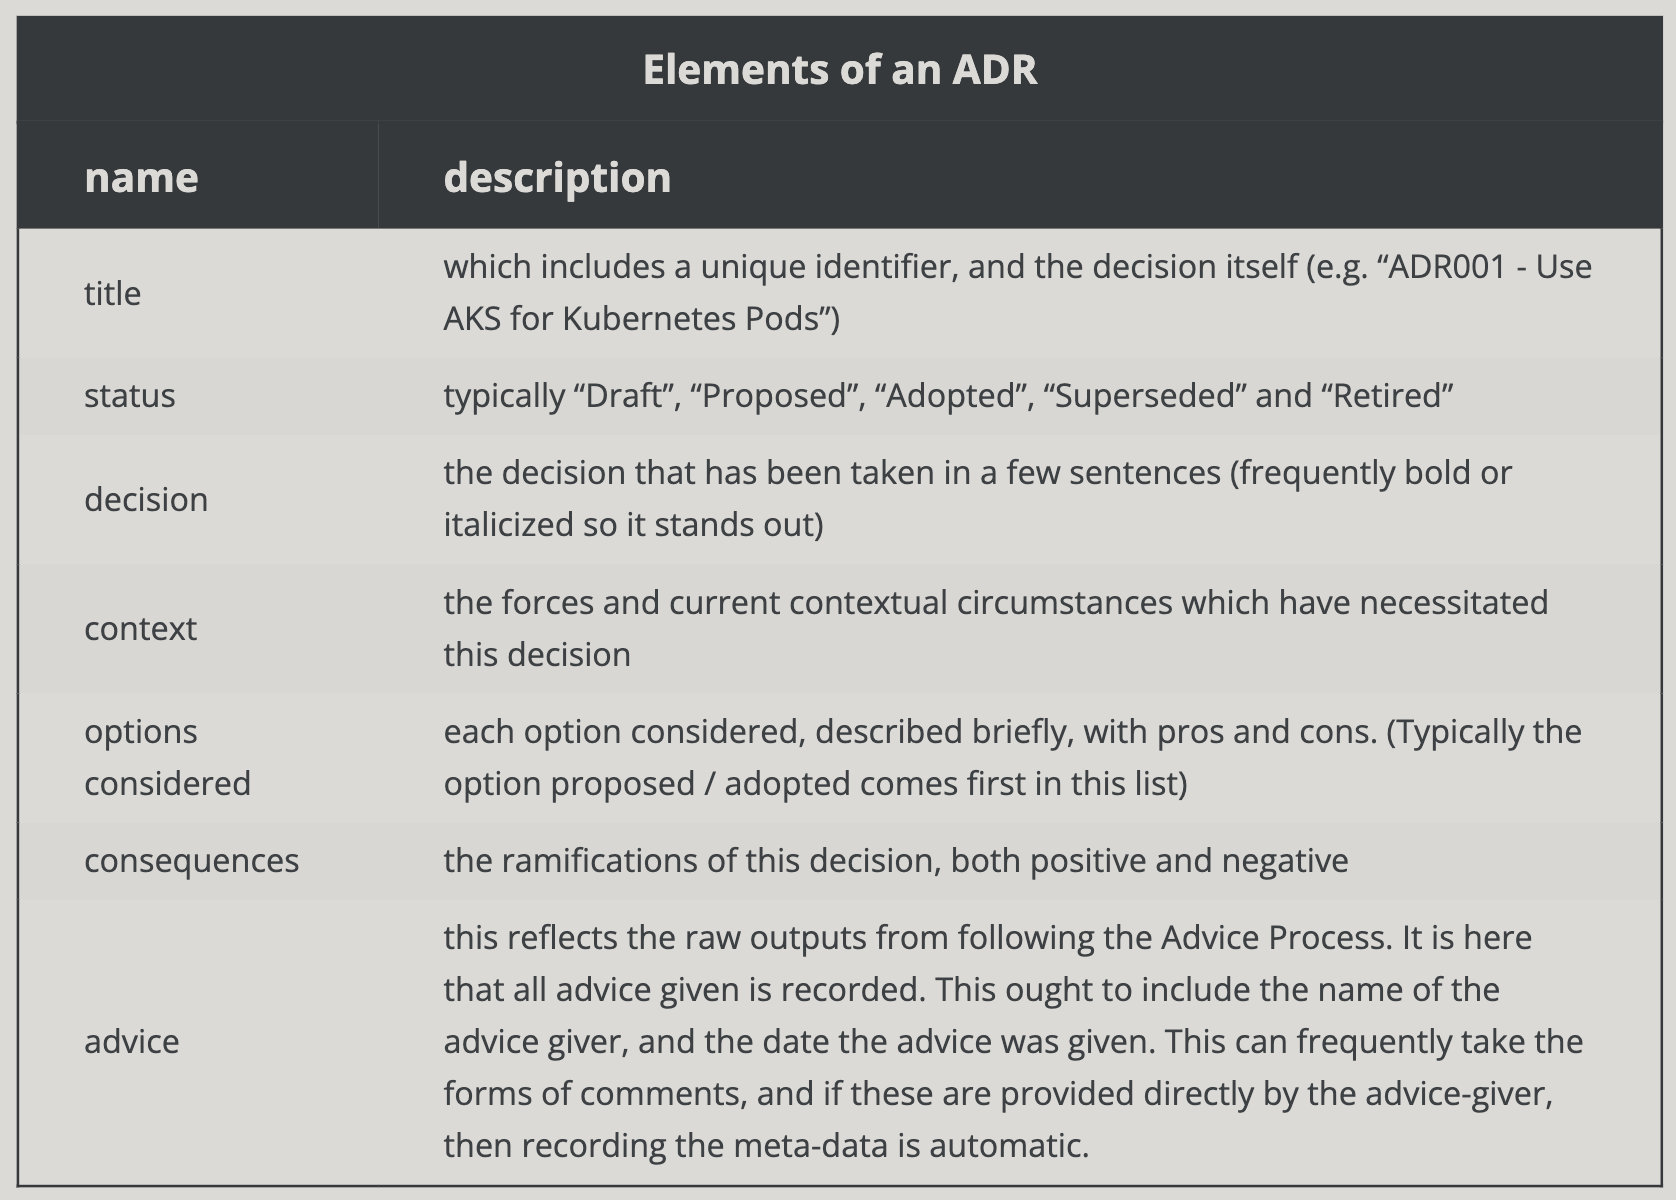 Elements of an ADR
name
description
title
which includes a unique identifier, and the decision itself (e.g. “ADR001 - Use
AKS for Kubernetes Pods”)
status
typically “Draft”, “Proposed”, “Adopted”, “Superseded” and “Retired”
decision
the decision that has been taken in a few sentences (frequently bold or
italicized so it stands out)
context
the forces and current contextual circumstances which have necessitated
this decision
options
considered
each option considered, described briefly, with pros and cons. (Typically the
option proposed / adopted comes first in this list)
consequences
the ramifications of this decision, both positive and negative
advice
this reflects the raw outputs from following the Advice Process. It is here
that all advice given is recorded. This ought to include the name of the
advice giver, and the date the advice was given. This can frequently take the
forms of comments, and if these are provided directly by the advice-giver,
then recording the meta-data is automatic.